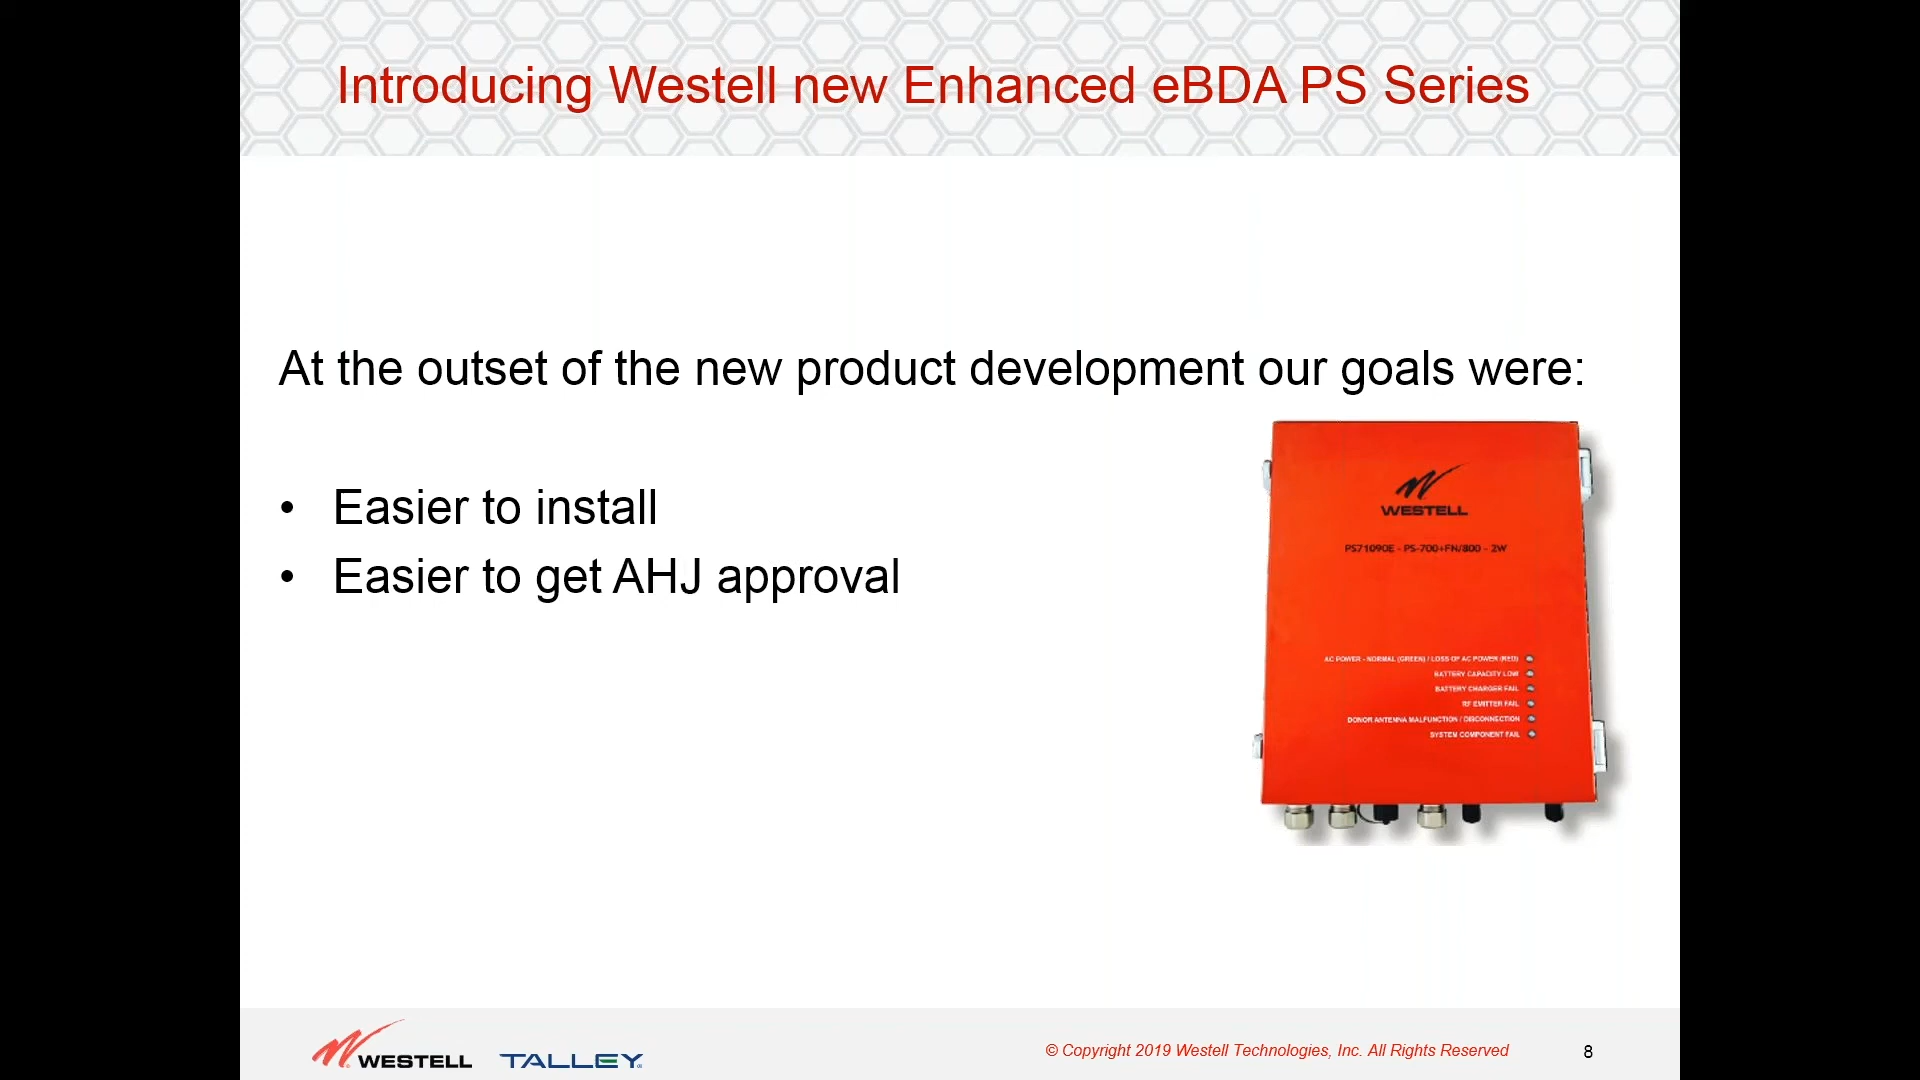 Introducing Westell new Enhanced eBDA PS Series
At the outset of the new product development our goals were:
• Easier to install
• Easier to get AHJ approval
WESTELL
PS71090E - PS-700+FN/800 - 2W
AC POWER - NORMAL (GREEN) / LOSS OF AC POWER (RED)
BATTERY CAPACITY LOW
BATTERY CHARGER FAIL
RF EMITTER FAIL
DONOR ANTENNA MALFUNCTION / DISCONNECTION
SYSTEM COMPONENT FAIL
WESTELL
TALLEY
© Copyright 2019 Westell Technologies, Inc. All Rights Reserved
8